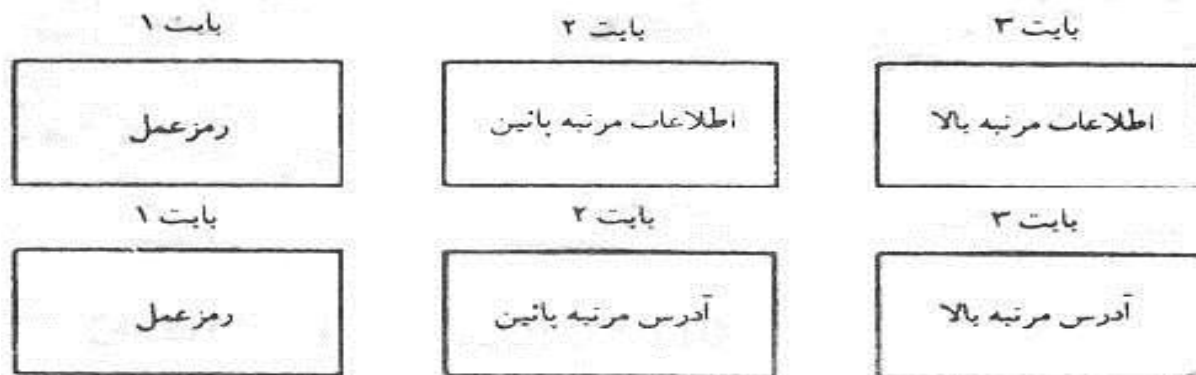 بایت ۱ بایت ۲ بایت ۳
رمزعمل اطلاعات مرتبه پائین اطلاعات مرتبه بالا
بایت ۱ بایت ۲ بایت ۳
رمزعمل آدرس مرتبه پائین آدرس مرتبه بالا